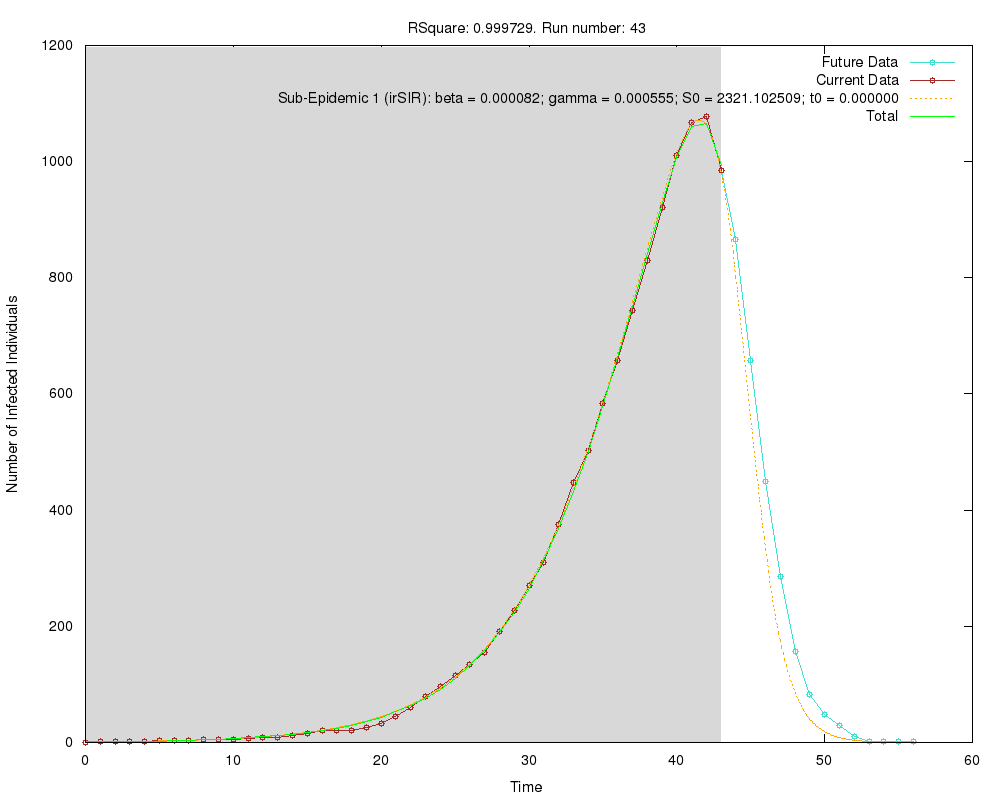 RSquare: 0.999729. Run number: 43
1200
1000
800
600
400
200
0
0 10 20 30 40 50 60
Number of Infected Individuals
Time
Future Data
Current Data
Sub-Epidemic 1 (irSIR): beta = 0.000082; gamma = 0.000555; S0 = 2321.102509; t0 = 0.000000
Total